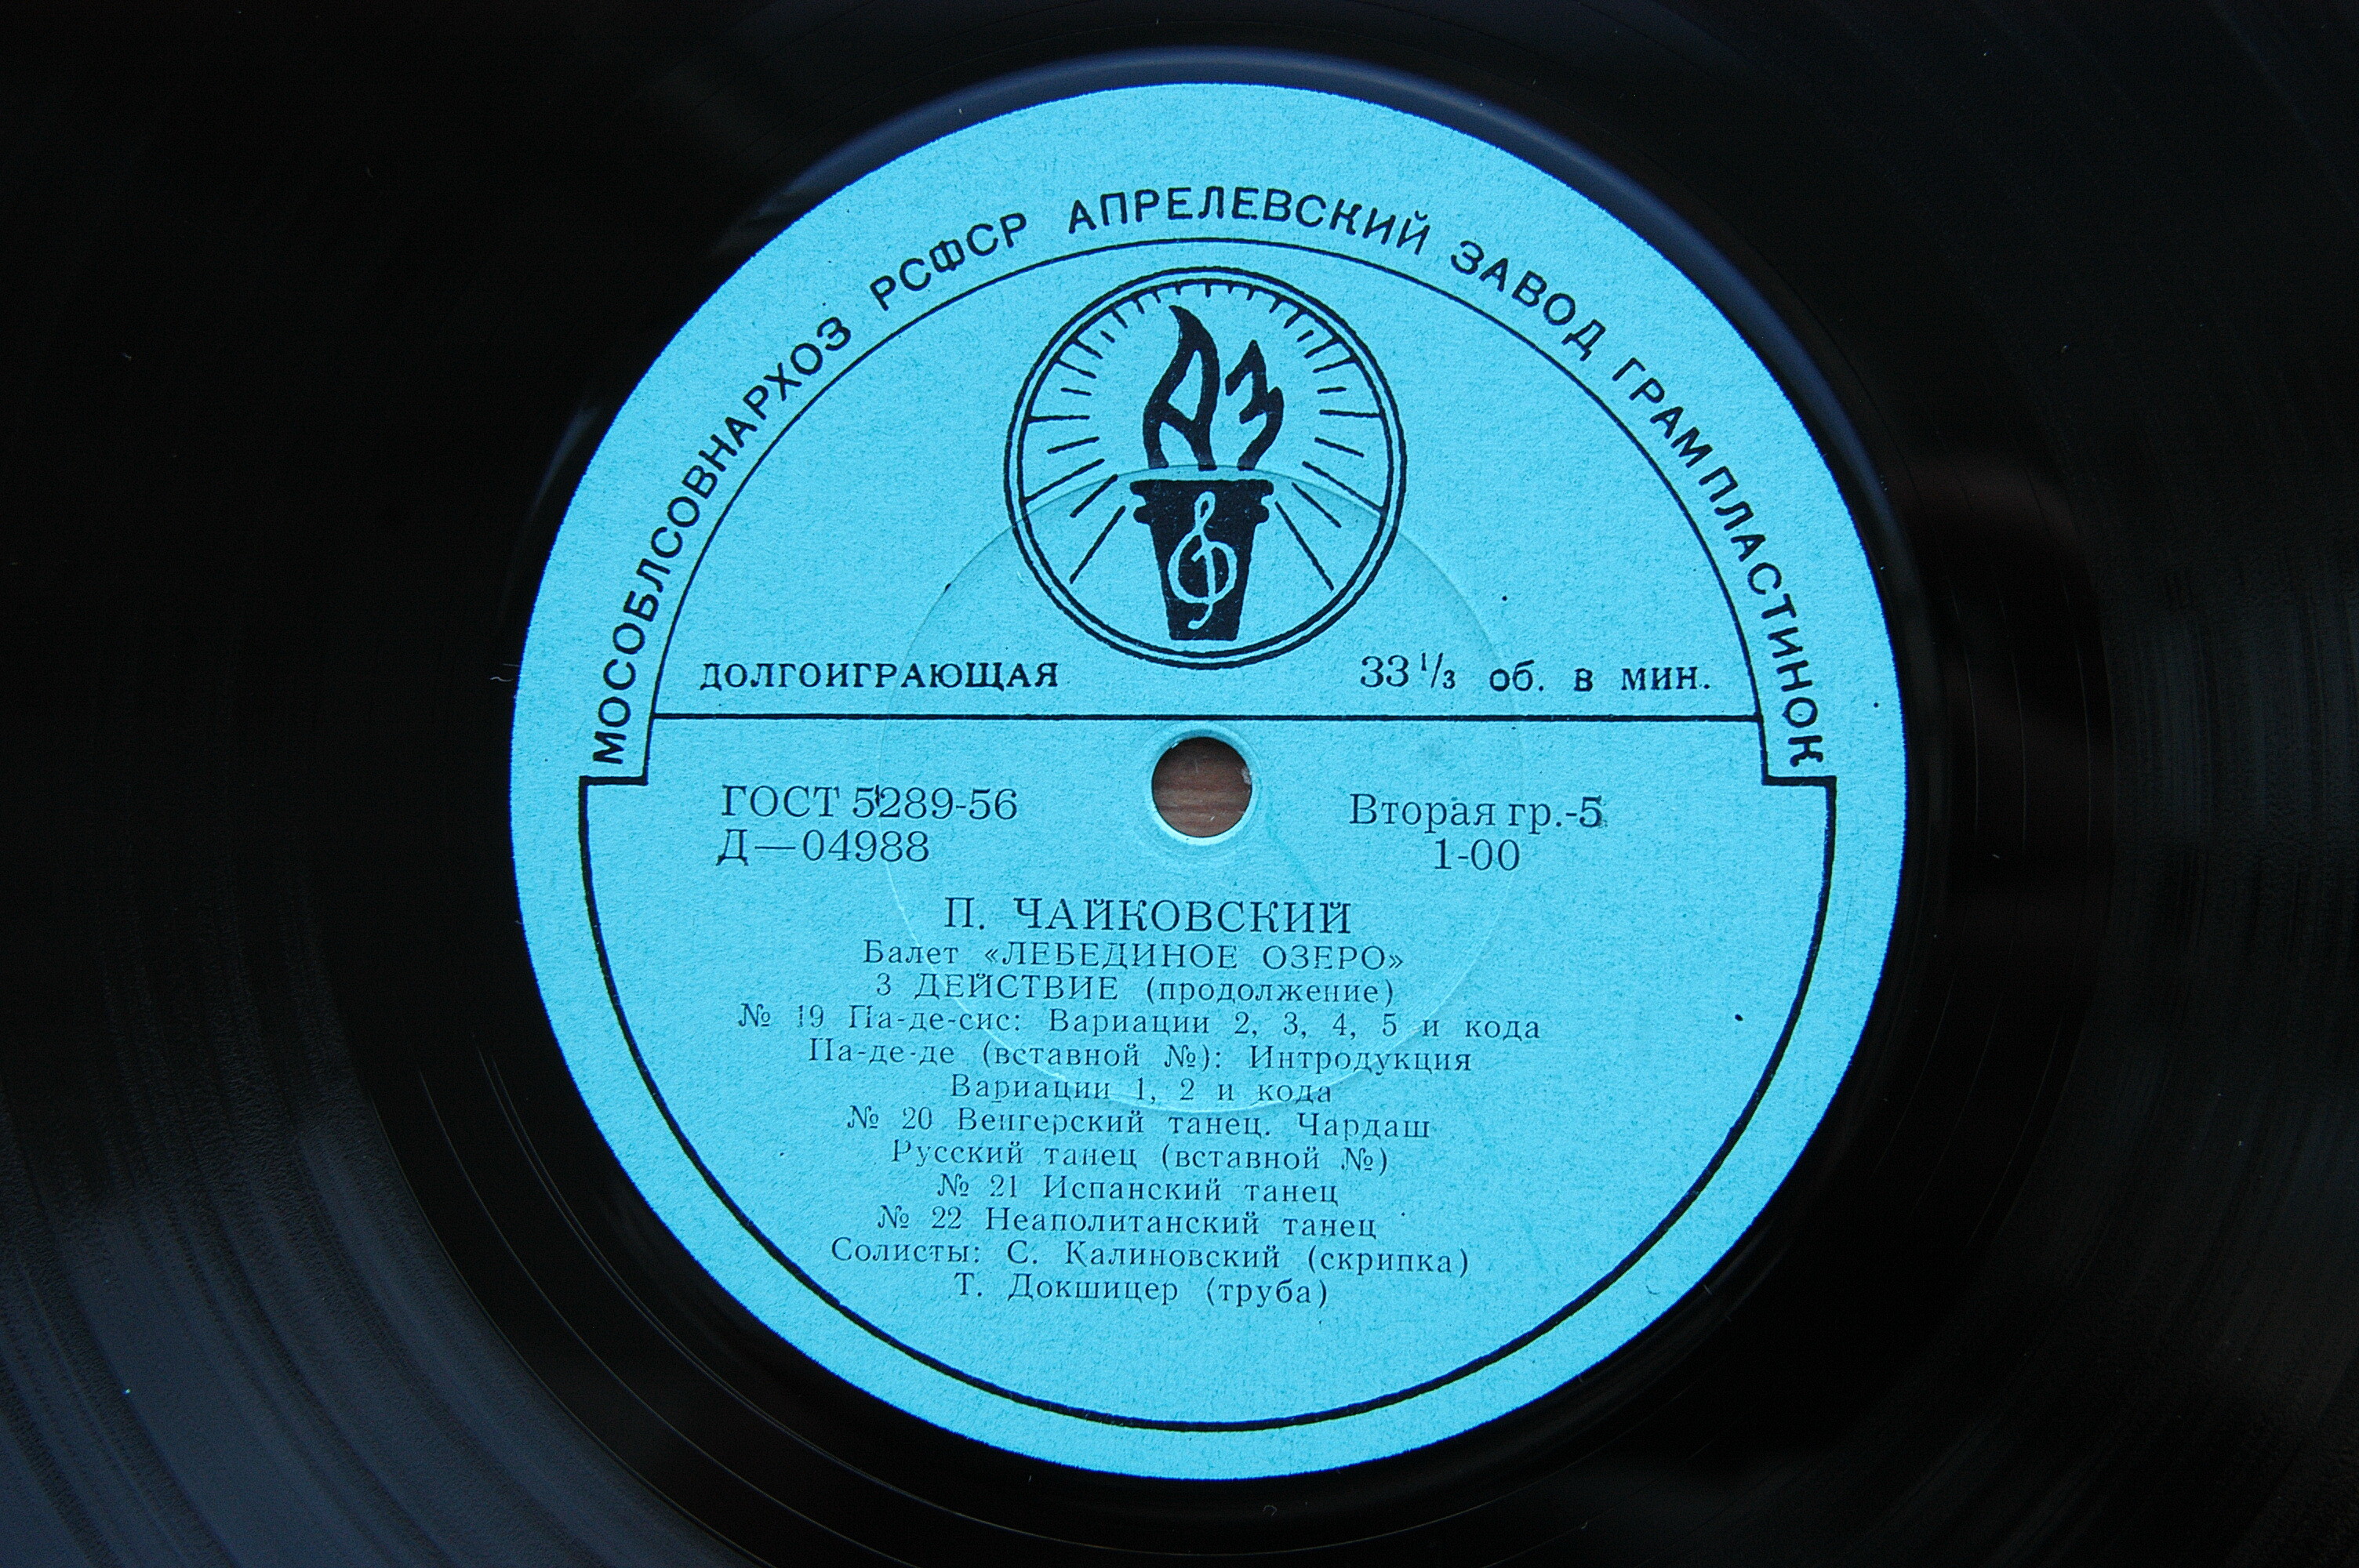 МОСОБЛСОВНАРХОЗ РСФСР АПРЕЛЕВСКИЙ ЗАВОД ГРАМПЛАСТИНОК
АЗ
ДОЛГОИГРАЮЩАЯ 33 1/3 об. в мин.
ГОСТ 5289-56 Вторая гр.-5
Д—04988 1-00
П. ЧАЙКОВСКИЙ
Балет «ЛЕБЕДИНОЕ ОЗЕРО»
3 ДЕЙСТВИЕ (продолжение)
№ 19 Па-де-сис: Вариации 2, 3, 4, 5 и кода
Па-де-де (вставной №): Интродукция
Вариации 1, 2 и кода
№ 20 Венгерский танец. Чардаш
Русский танец (вставной №)
№ 21 Испанский танец
№ 22 Неаполитанский танец
Солисты: С. Калиновский (скрипка)
Т. Докшицер (труба)